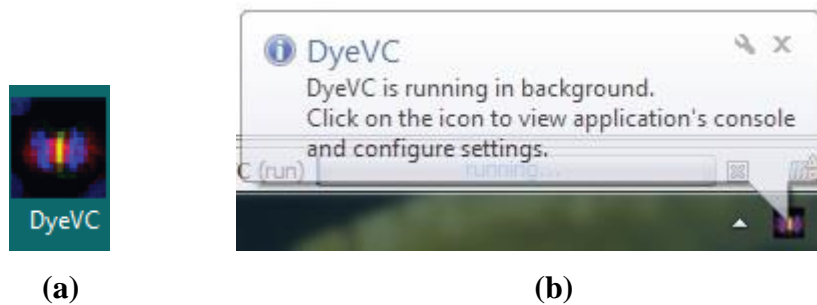 DyeVC
DyeVC is running in background.
Click on the icon to view application's console
and configure settings.
C (run)
running...
DyeVC
(a)
(b)